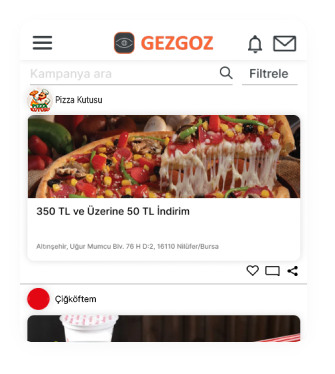 GEZGOZ
Kampanya ara
Filtrele
Pizza Kutusu
350 TL ve Üzerine 50 TL İndirim
Altınşehir, Uğur Mumcu Blv. 76 H D:2, 16110 Nilüfer/Bursa
Çiğköftem